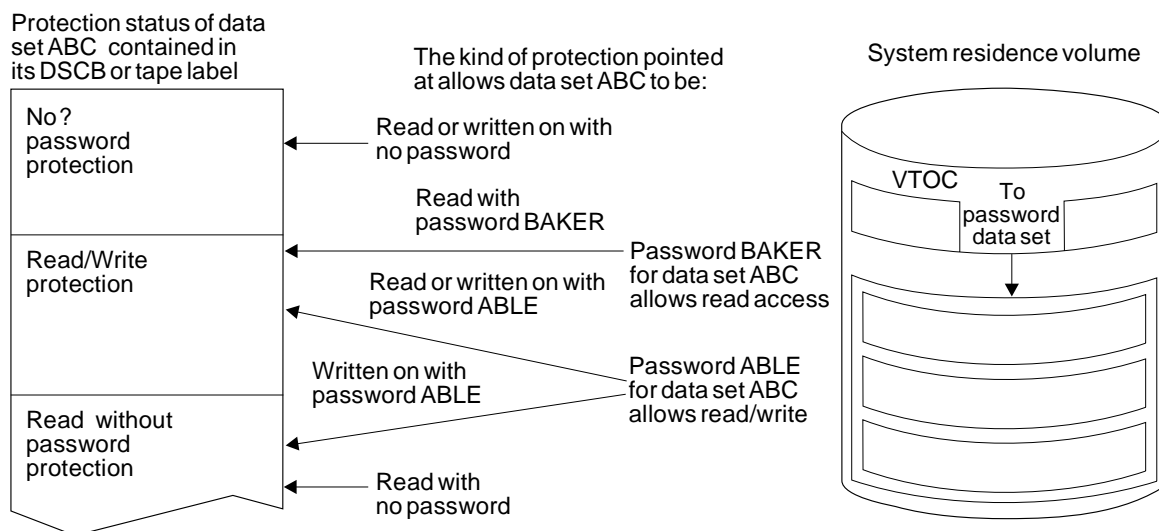 Protection status of data
set ABC contained in
its DSCB or tape label
The kind of protection pointed
at allows data set ABC to be:
System residence volume
No?
password
protection
Read or written on with
no password
Read with
password BAKER
Read/Write
protection
Password BAKER
for data set ABC
allows read access
Read or written on with
password ABLE
Written on with
password ABLE
Password ABLE
for data set ABC
allows read/write
Read without
password
protection
Read with
no password
VTOC
To
password
data set